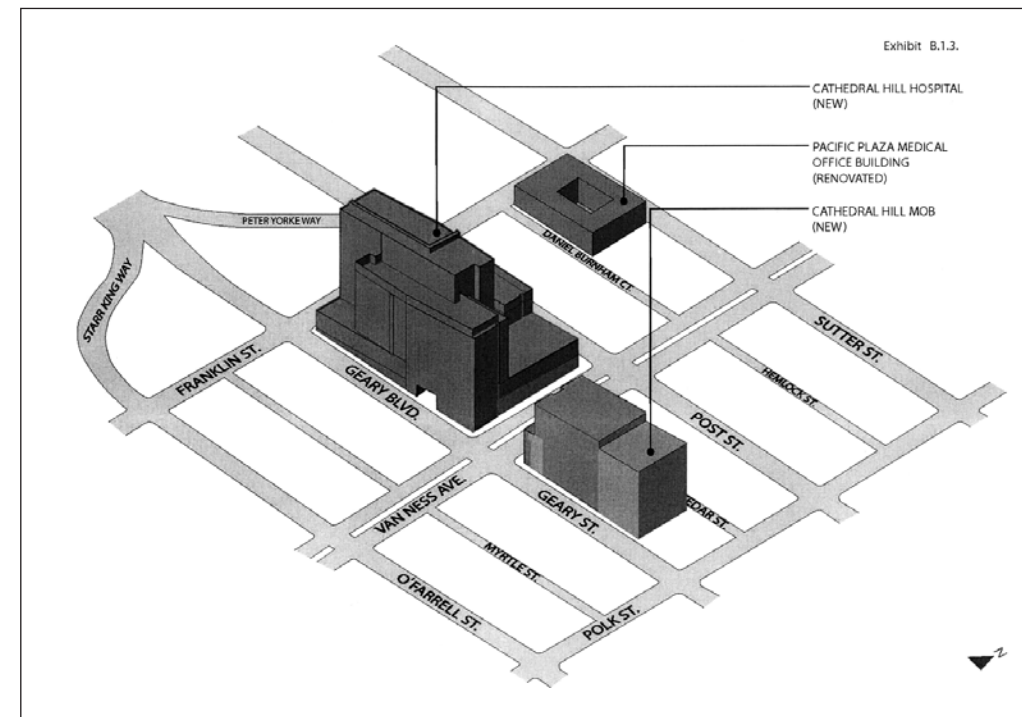 Exhibit B.1.3.
CATHEDRAL HILL HOSPITAL
(NEW)
PACIFIC PLAZA MEDICAL
OFFICE BUILDING
(RENOVATED)
CATHEDRAL HILL MOB
(NEW)
PETER YORKE WAY
STARR KING WAY
DANIEL BURNHAM CT.
FRANKLIN ST.
GEARY BLVD.
SUTTER ST.
HEMLOCK ST.
POST ST.
VAN NESS AVE.
GEARY ST.
EDAR ST.
MYRTLE ST.
O'FARRELL ST.
POLK ST.
N